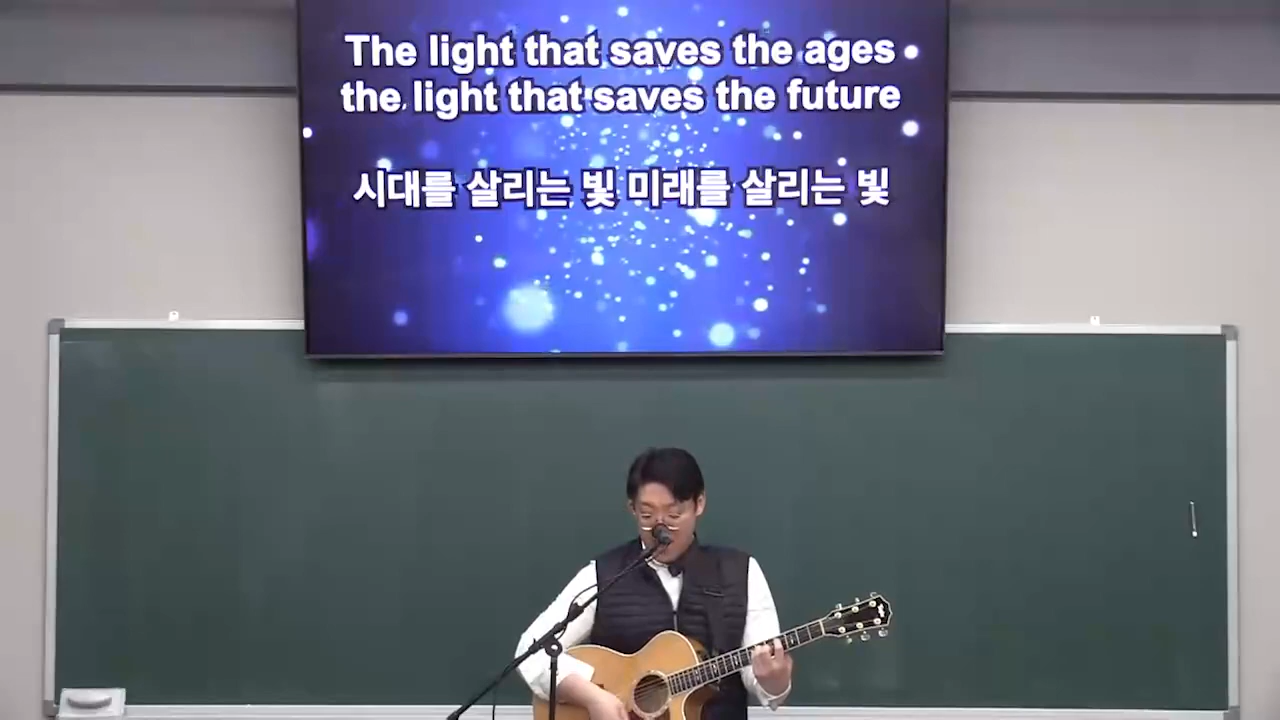 The light that saves the ages
the light that saves the future
시대를 살리는 빛 미래를 살리는 빛